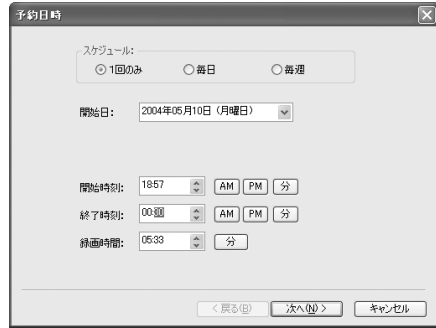 予約日時
スケジュール:
1回のみ 毎日 毎週
開始日: 2004年05月10日 (月曜日)
開始時刻: 18:57 AM PM 分
終了時刻: 00: AM PM 分
録画時間: 05:33 分
< 戻る(B) 次へ(N) > キャンセル